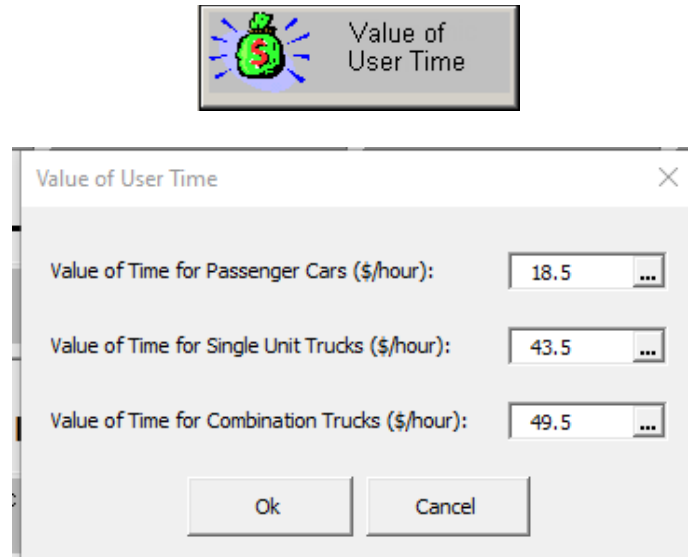 Value of
User Time
Value of User Time
Value of Time for Passenger Cars ($/hour): 18.5 ...
Value of Time for Single Unit Trucks ($/hour): 43.5 ...
Value of Time for Combination Trucks ($/hour): 49.5 ...
Ok Cancel